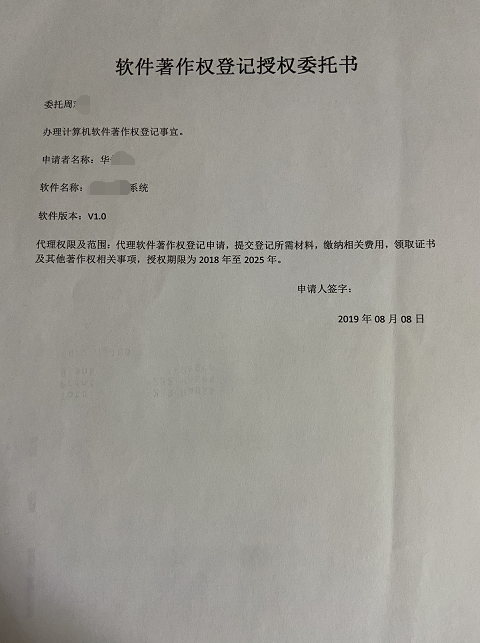 软件著作权登记授权委托书
委托周
办理计算机软件著作权登记事宜。
申请者名称：华
软件名称：系统
软件版本：V1.0
代理权限及范围：代理软件著作权登记申请，提交登记所需材料，缴纳相关费用，领取证书
及其他著作权相关事项，授权期限为 2018 年至 2025 年。
申请人签字：
2019 年 08 月 08 日